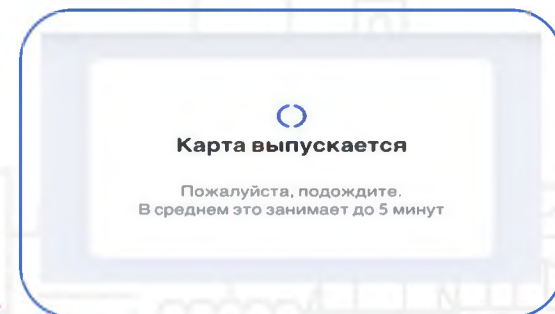 Карта выпускается
Пожалуйста, подождите.
В среднем это занимает до 5 минут